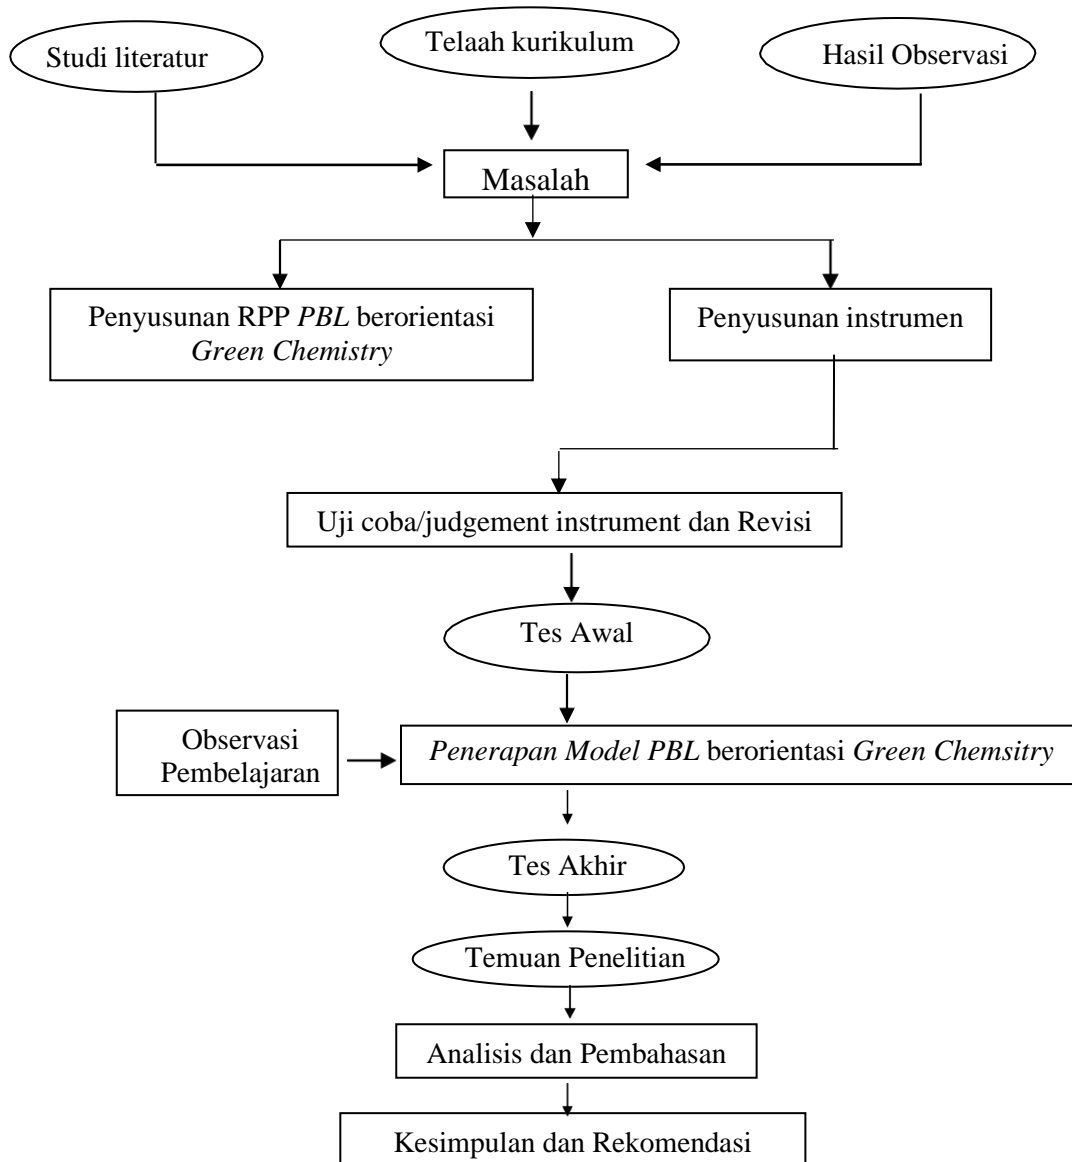 Studi literatur
Telaah kurikulum
Hasil Observasi
Masalah
Penyusunan RPP PBL berorientasi
Green Chemistry
Penyusunan instrumen
Uji coba/judgement instrument dan Revisi
Tes Awal
Observasi
Pembelajaran
Penerapan Model PBL berorientasi Green Chemsitry
Tes Akhir
Temuan Penelitian
Analisis dan Pembahasan
Kesimpulan dan Rekomendasi